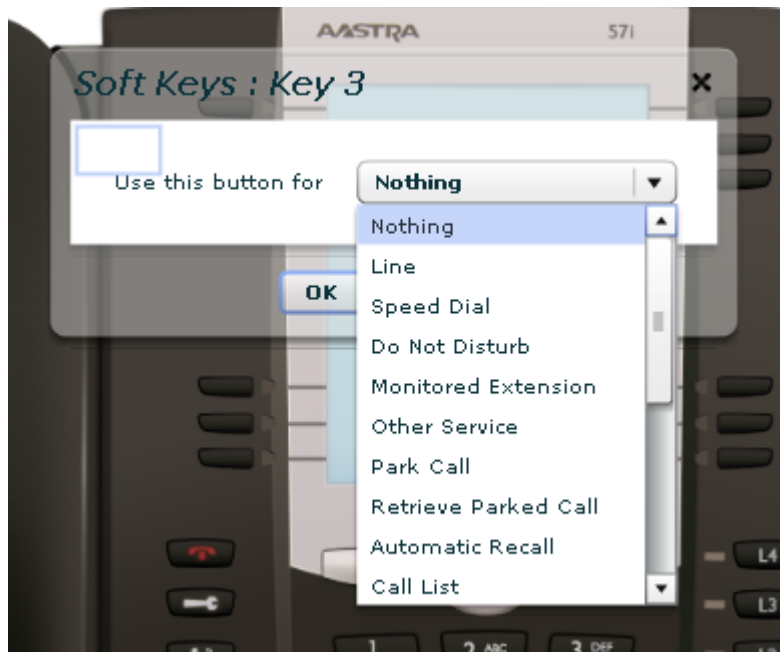 AASTRA 57i
Soft Keys : Key 3
Use this button for Nothing
Nothing
Line
OK
Speed Dial
Do Not Disturb
Monitored Extension
Other Service
Park Call
Retrieve Parked Call
Automatic Recall
Call List
L4
L3
1 2 ABC 3 DEF